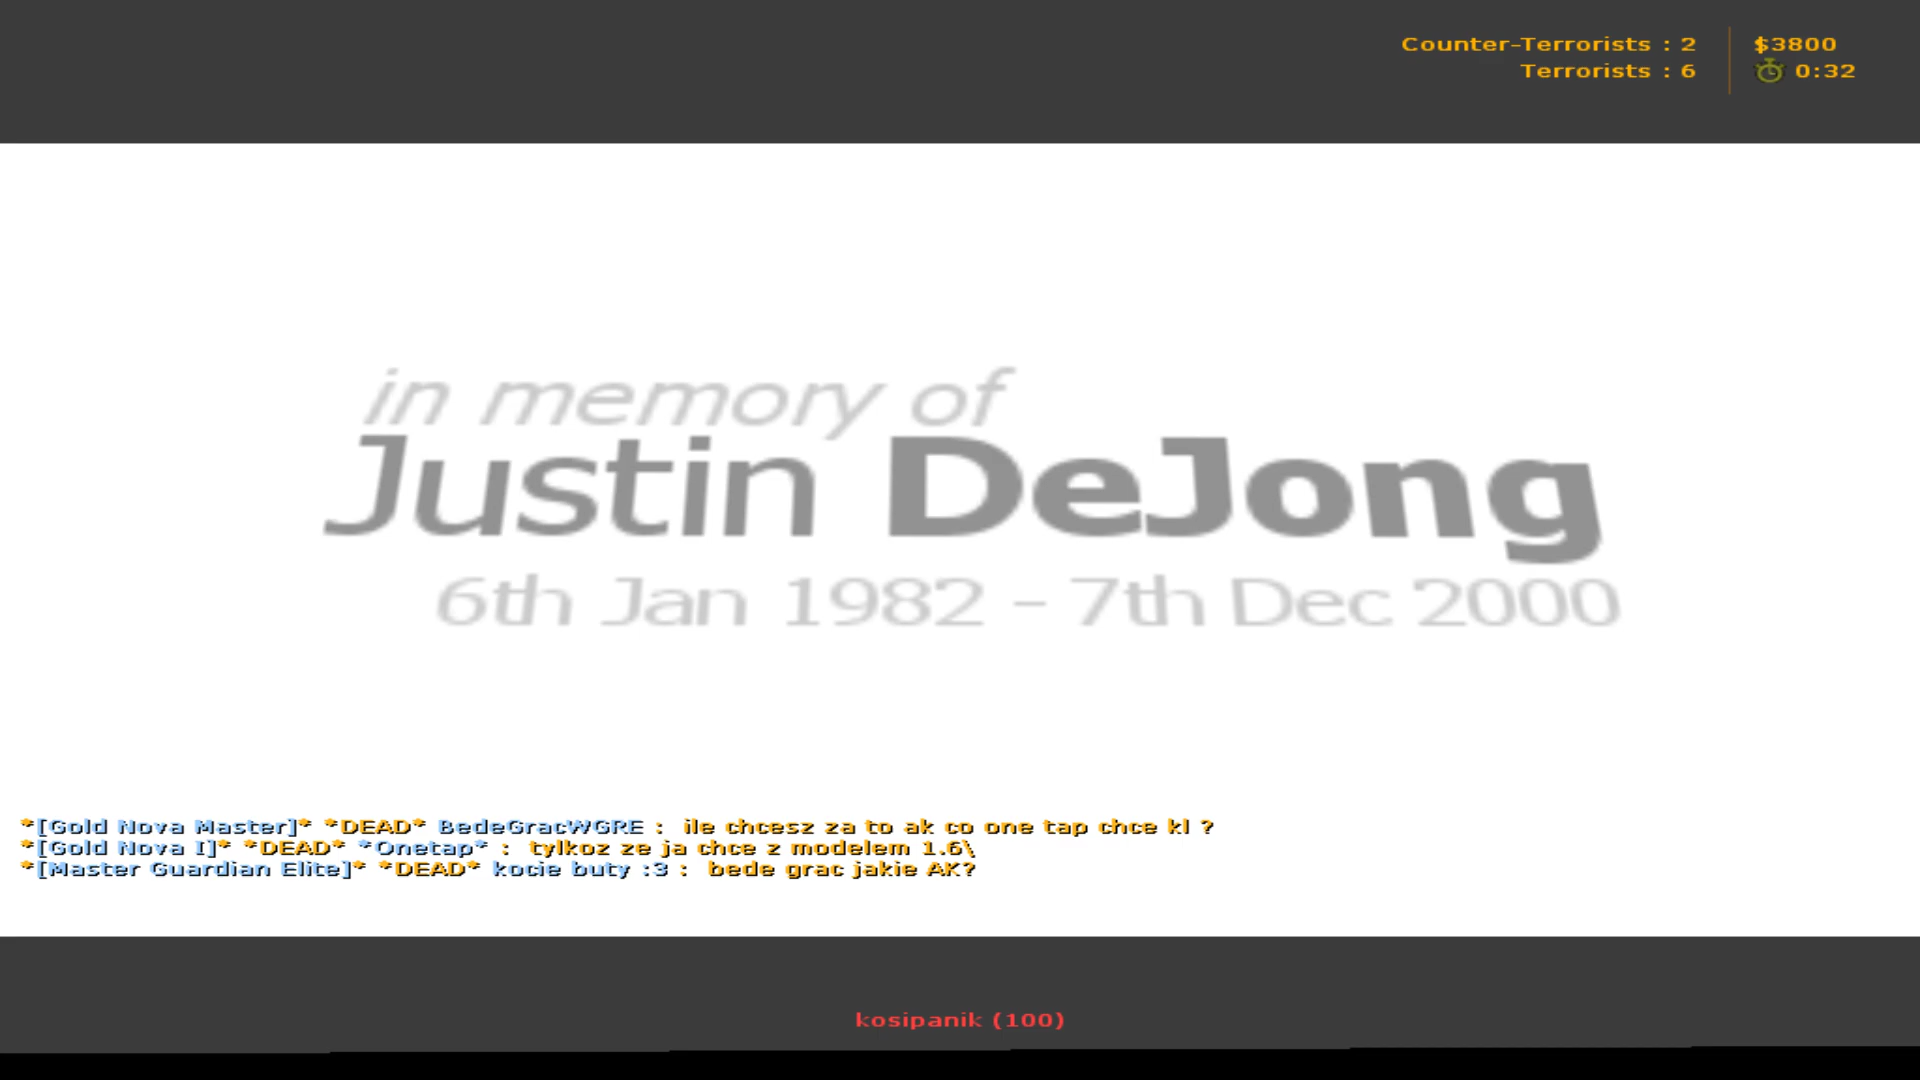 Counter-Terrorists : 2
$3800
Terrorists : 6
0:32
in memory of
Justin DeJong
6th Jan 1982 - 7th Dec 2000
*[Gold Nova Master]* *DEAD* BedeGracWGRE :  ile chcesz za to ak co one tap chce kl ?
*[Gold Nova I]* *DEAD* *Onetap* :  tylkoz ze ja chce z modelem 1.6\
*[Master Guardian Elite]* *DEAD* kocie buty :3 :  bede grac jakie AK?
kosipanik (100)